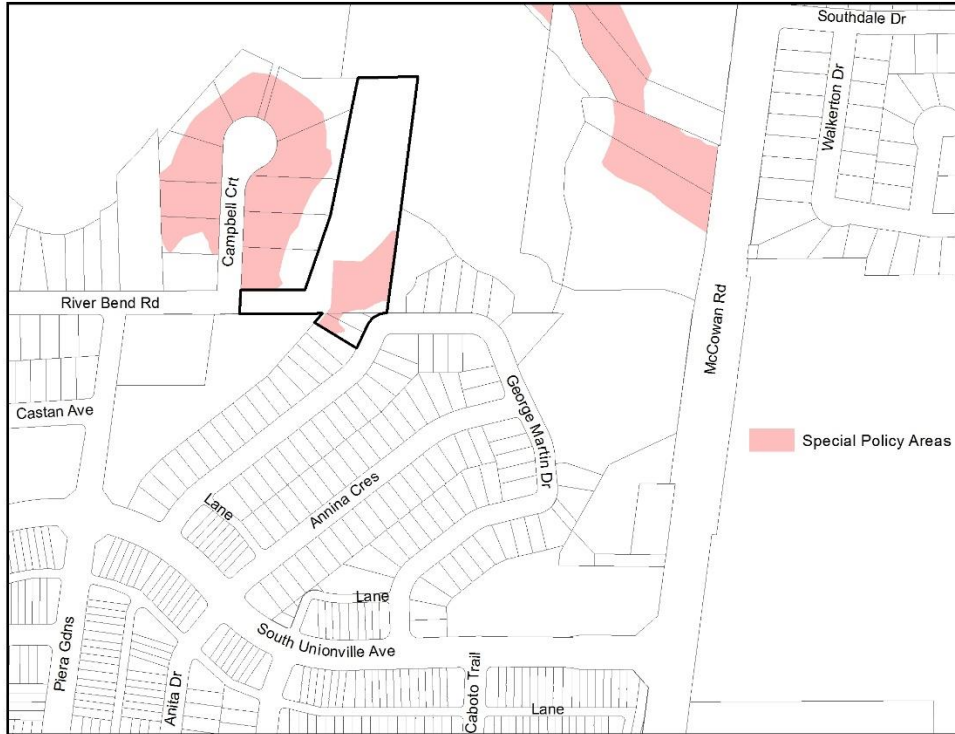 Southdale Dr
Walkerton Dr
Campbell Crt
River Bend Rd
McCowan Rd
Castan Ave
George Martin Dr
Special Policy Areas
Lane
Annina Cres
Lane
South Unionville Ave
Piera Gdns
Anita Dr
Caboto Trail
Lane